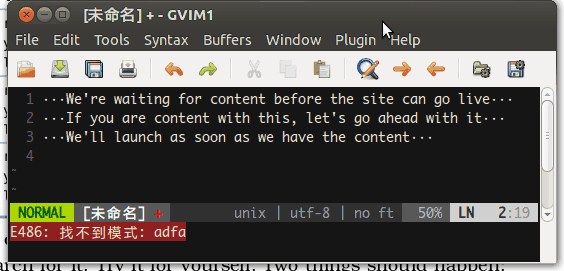 [未命名] + - GVIM1
File Edit Tools Syntax Buffers Window Plugin Help
1 ···We're waiting for content before the site can go live···
2 ···If you are content with this, let's go ahead with it···
3 ···We'll launch as soon as we have the content···
4
-
-
NORMAL [未命名] + unix | utf-8 | no ft 50% LN 2:19
E486: 找不到模式: adfa
arch for it. Try it for yourself. Two things should happen.